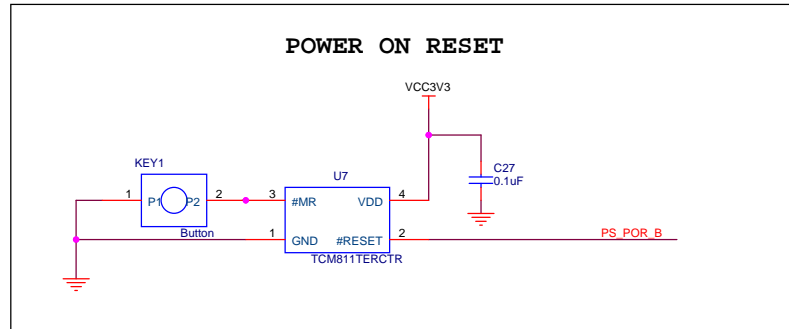 POWER ON RESET
VCC3V3
KEY1
U7
C27
0.1uF
1 P1 P2 2
3 #MR VDD 4
Button
1 GND #RESET 2
PS_POR_B
TCM811TERCTR